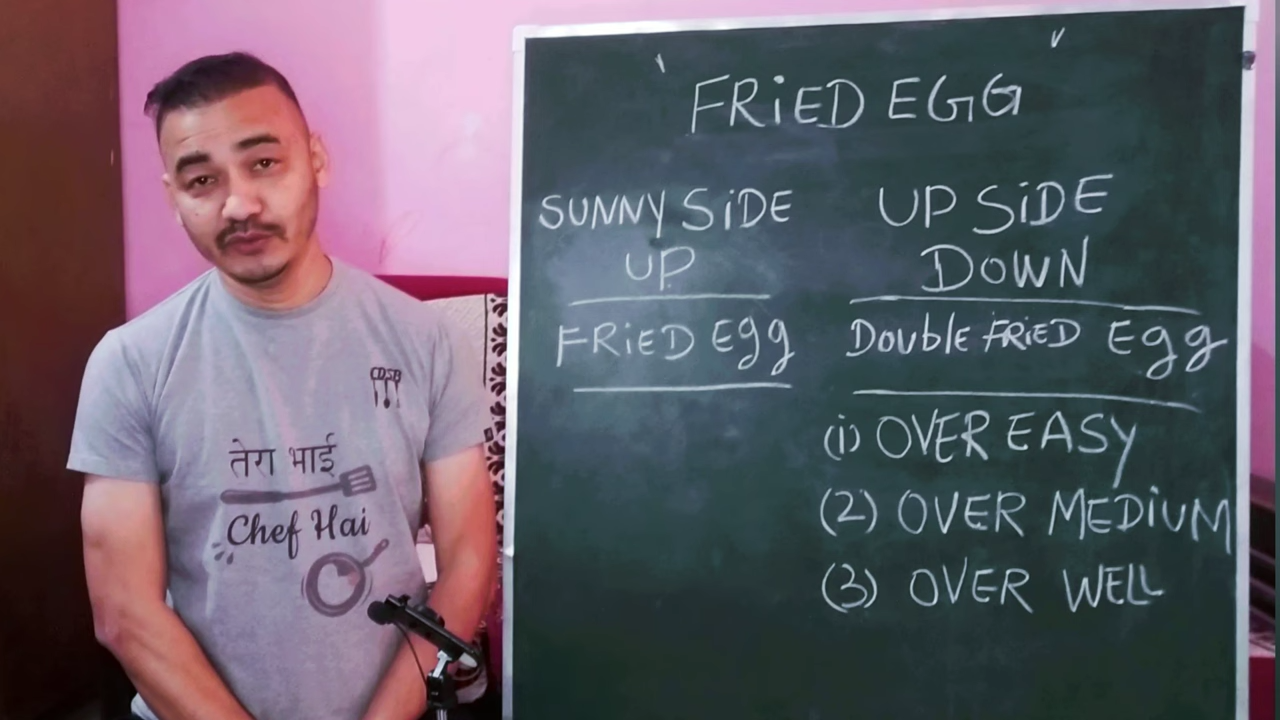 FRiED EGG
SUNNY SiDE
UP
FRiED Egg
UP SiDE
DOWN
Double FRiED Egg
(i) OVER EASY
(2) OVER MEDiUM
(3) OVER WELL
CDSB
तेरा भाई
Chef Hai